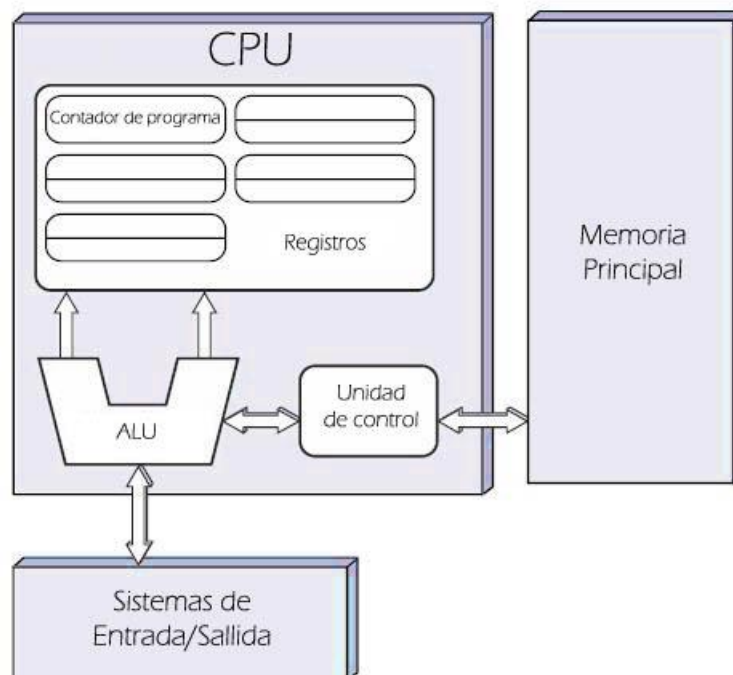 CPU
Contador de programa
Registros
Memoria
Principal
ALU
Unidad
de control
Sistemas de
Entrada/Sallida